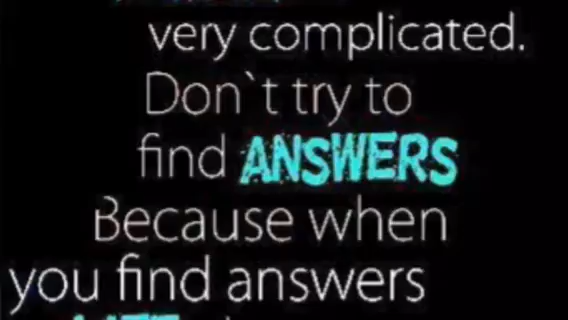 very complicated.
Don`t try to
find ANSWERS
Because when
you find answers